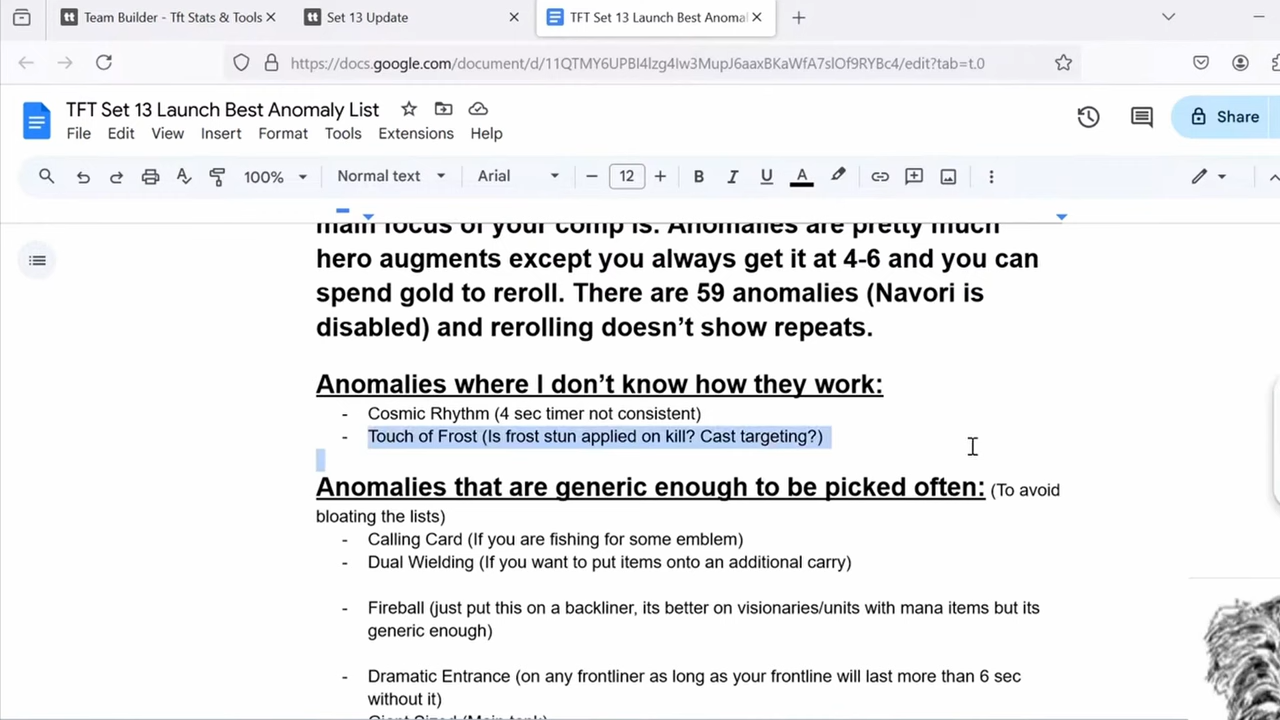 Team Builder - Tft Stats & Tools
Set 13 Update
TFT Set 13 Launch Best Anomal
https://docs.google.com/document/d/11QTMY6UPBI4lzg4Iw3MupJ6aaxBKaWfA7slOf9RYBc4/edit?tab=t.0
TFT Set 13 Launch Best Anomaly List
File Edit View Insert Format Tools Extensions Help
Share
100% Normal text Arial 12 B I U A
main focus of your comp is. Anomalies are pretty much
hero augments except you always get it at 4-6 and you can
spend gold to reroll. There are 59 anomalies (Navori is
disabled) and rerolling doesn’t show repeats.
Anomalies where I don’t know how they work:
- Cosmic Rhythm (4 sec timer not consistent)
- Touch of Frost (Is frost stun applied on kill? Cast targeting?)
Anomalies that are generic enough to be picked often: (To avoid
bloating the lists)
- Calling Card (If you are fishing for some emblem)
- Dual Wielding (If you want to put items onto an additional carry)
- Fireball (just put this on a backliner, its better on visionaries/units with mana items but its
generic enough)
- Dramatic Entrance (on any frontliner as long as your frontline will last more than 6 sec
without it)
Giant Sized (Main tank)